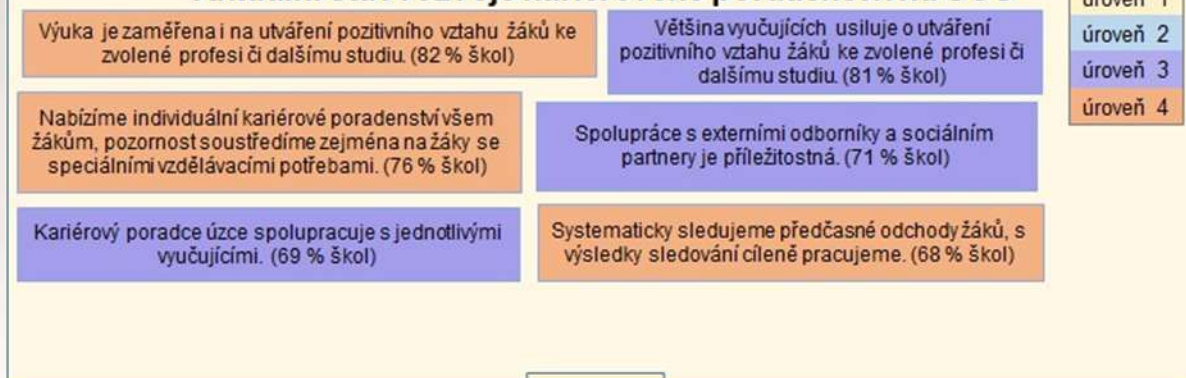 úroveň 1
Výuka je zaměřena i na utváření pozitivního vztahu žáků ke
zvolené profesi či dalšímu studiu. (82 % škol)
Většina vyučujících usiluje o utváření
pozitivního vztahu žáků ke zvolené profesi či
dalšímu studiu. (81 % škol)
úroveň 2
úroveň 3
úroveň 4
Nabízíme individuální kariérové poradenství všem
žákům, pozornost soustředíme zejména na žáky se
speciálními vzdělávacími potřebami. (76 % škol)
Spolupráce s externími odborníky a sociálním
partnery je příležitostná. (71 % škol)
Kariérový poradce úzce spolupracuje s jednotlivými
vyučujícími. (69 % škol)
Systematicky sledujeme předčasné odchody žáků, s
výsledky sledování cíleně pracujeme. (68 % škol)